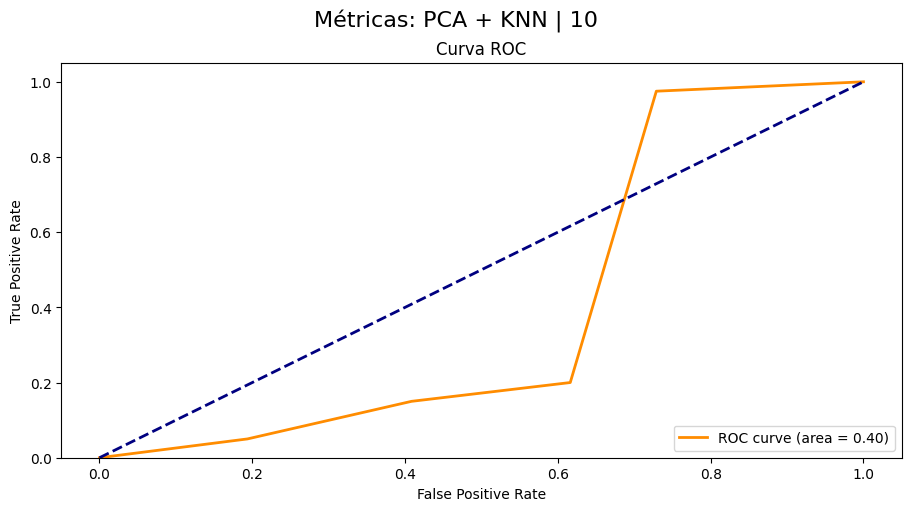 Métricas: PCA + KNN | 10
Curva ROC
True Positive Rate
1.0
0.8
0.6
0.4
0.2
0.0
0.0 0.2 0.4 0.6 0.8 1.0
False Positive Rate
ROC curve (area = 0.40)